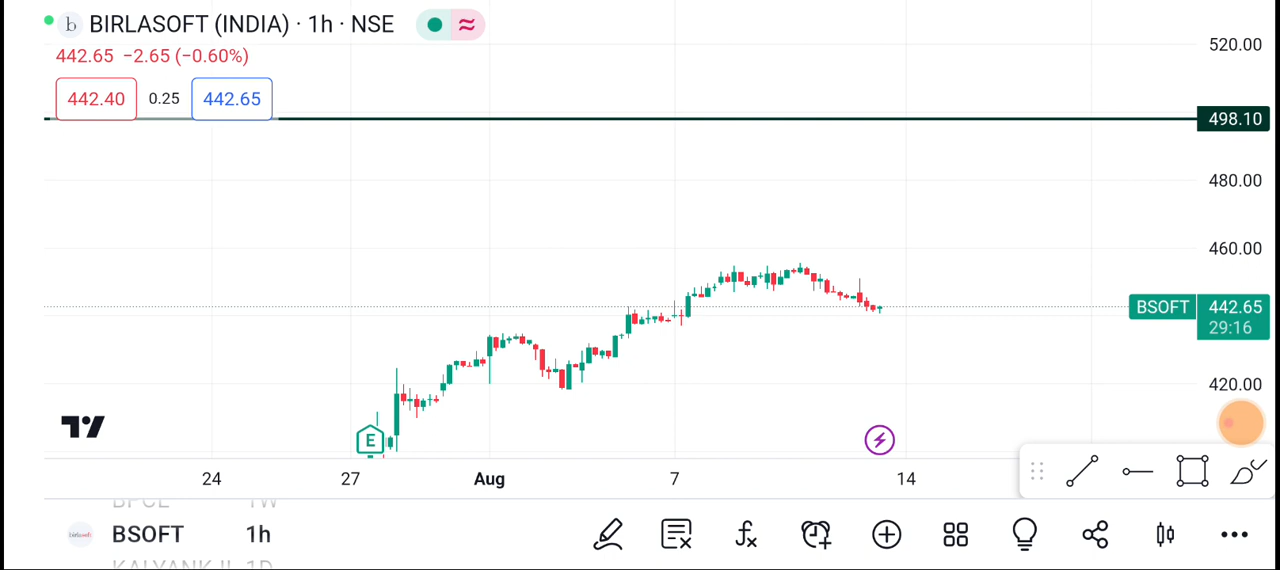 b BIRLASOFT (INDIA) · 1h · NSE
442.65 −2.65 (−0.60%)
442.40 0.25 442.65
520.00
498.10
480.00
460.00
BSOFT 442.65
29:16
420.00
E
24 27 Aug 7 14
BPCL 1W
BSOFT 1h